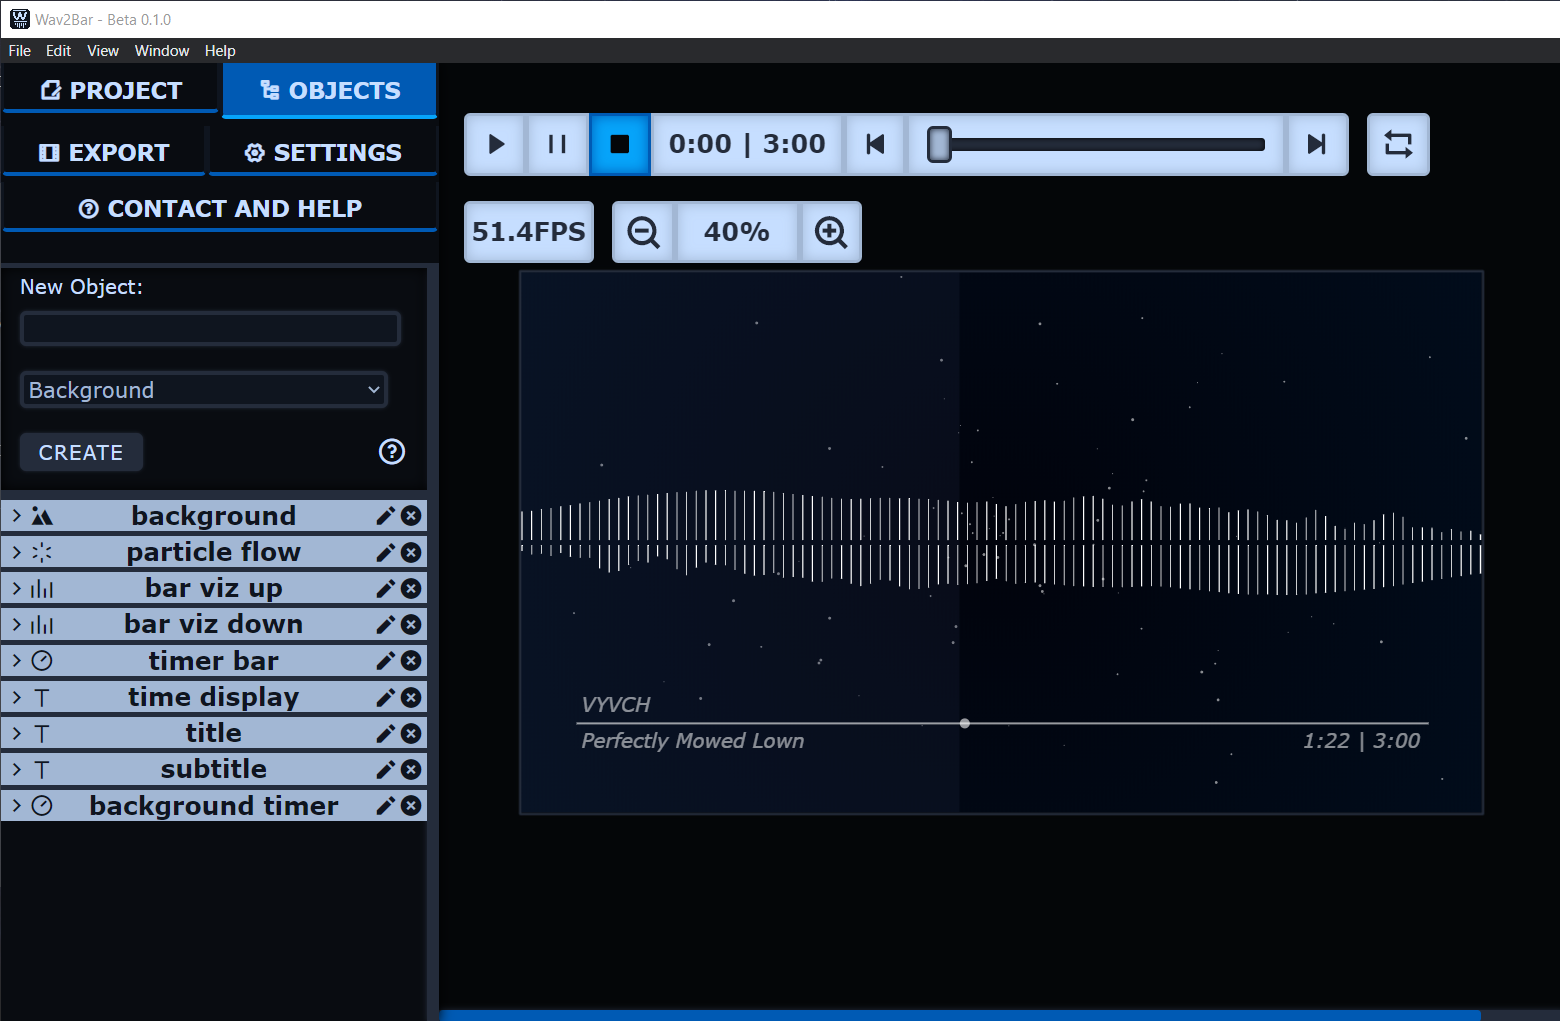 Wav2Bar - Beta 0.1.0
File Edit View Window Help
PROJECT OBJECTS
EXPORT SETTINGS
CONTACT AND HELP
New Object:
Background
CREATE
background
particle flow
bar viz up
bar viz down
timer bar
time display
title
subtitle
background timer
0:00 | 3:00
51.4FPS 40%
VYVCH
Perfectly Mowed Lown 1:22 | 3:00